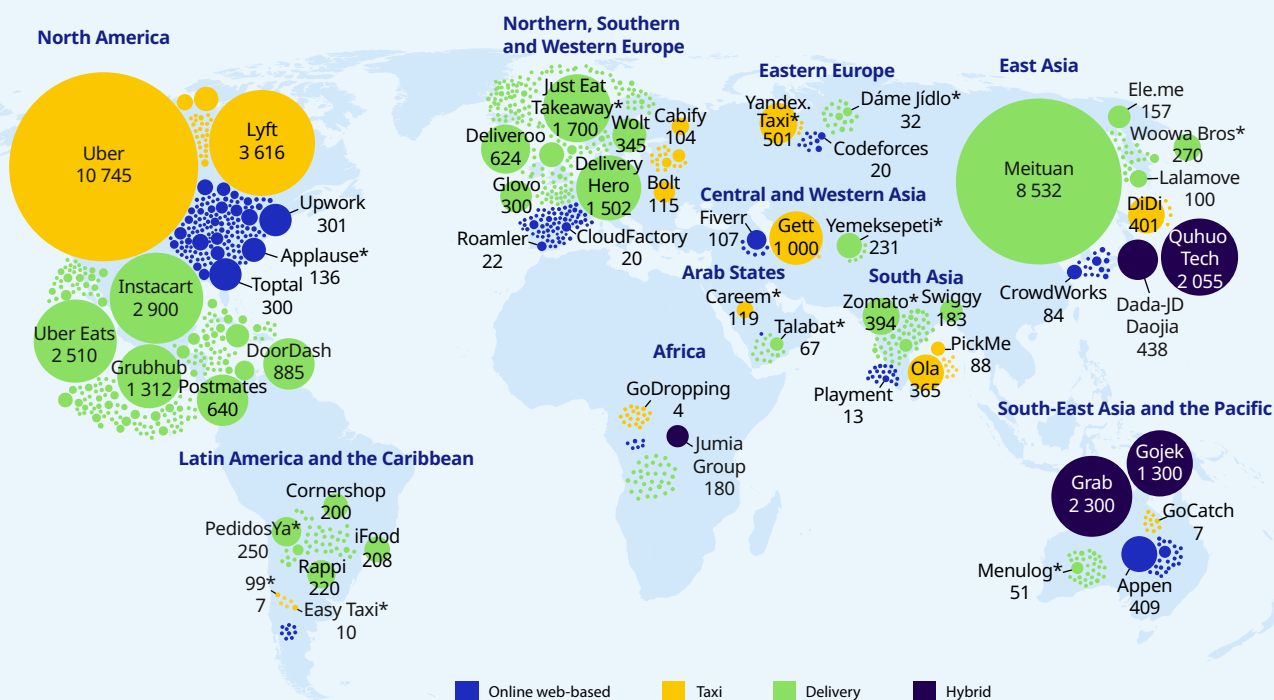 North America
Uber
10 745
Lyft
3 616
Upwork
301
Applause*
136
Toptal
300
Instacart
2 900
Uber Eats
2 510
Grubhub
1 312
DoorDash
885
Postmates
640
Latin America and the Caribbean
Cornershop
200
PedidosYa*
250
iFood
208
Rappi
220
99*
7
Easy Taxi*
10
Northern, Southern
and Western Europe
Just Eat
Takeaway*
1 700
Wolt
345
Cabify
104
Deliveroo
624
Delivery
Hero
1 502
Glovo
300
Bolt
115
Roamler
22
CloudFactory
20
Eastern Europe
Yandex.
Taxi*
501
Dáme Jídlo*
32
Codeforces
20
Central and Western Asia
Fiverr
107
Gett
1 000
Yemeksepeti*
231
Arab States
Careem*
119
Talabat*
67
South Asia
Zomato*
394
Swiggy
183
PickMe
88
Ola
365
Playment
13
Africa
GoDropping
4
Jumia
Group
180
East Asia
Meituan
8 532
Ele.me
157
Woowa Bros*
270
Lalamove
100
DiDi
401
Quhuo
Tech
2 055
CrowdWorks
84
Dada-JD
Daojia
438
South-East Asia and the Pacific
Gojek
1 300
Grab
2 300
GoCatch
7
Menulog*
51
Appen
409
Online web-based
Taxi
Delivery
Hybrid